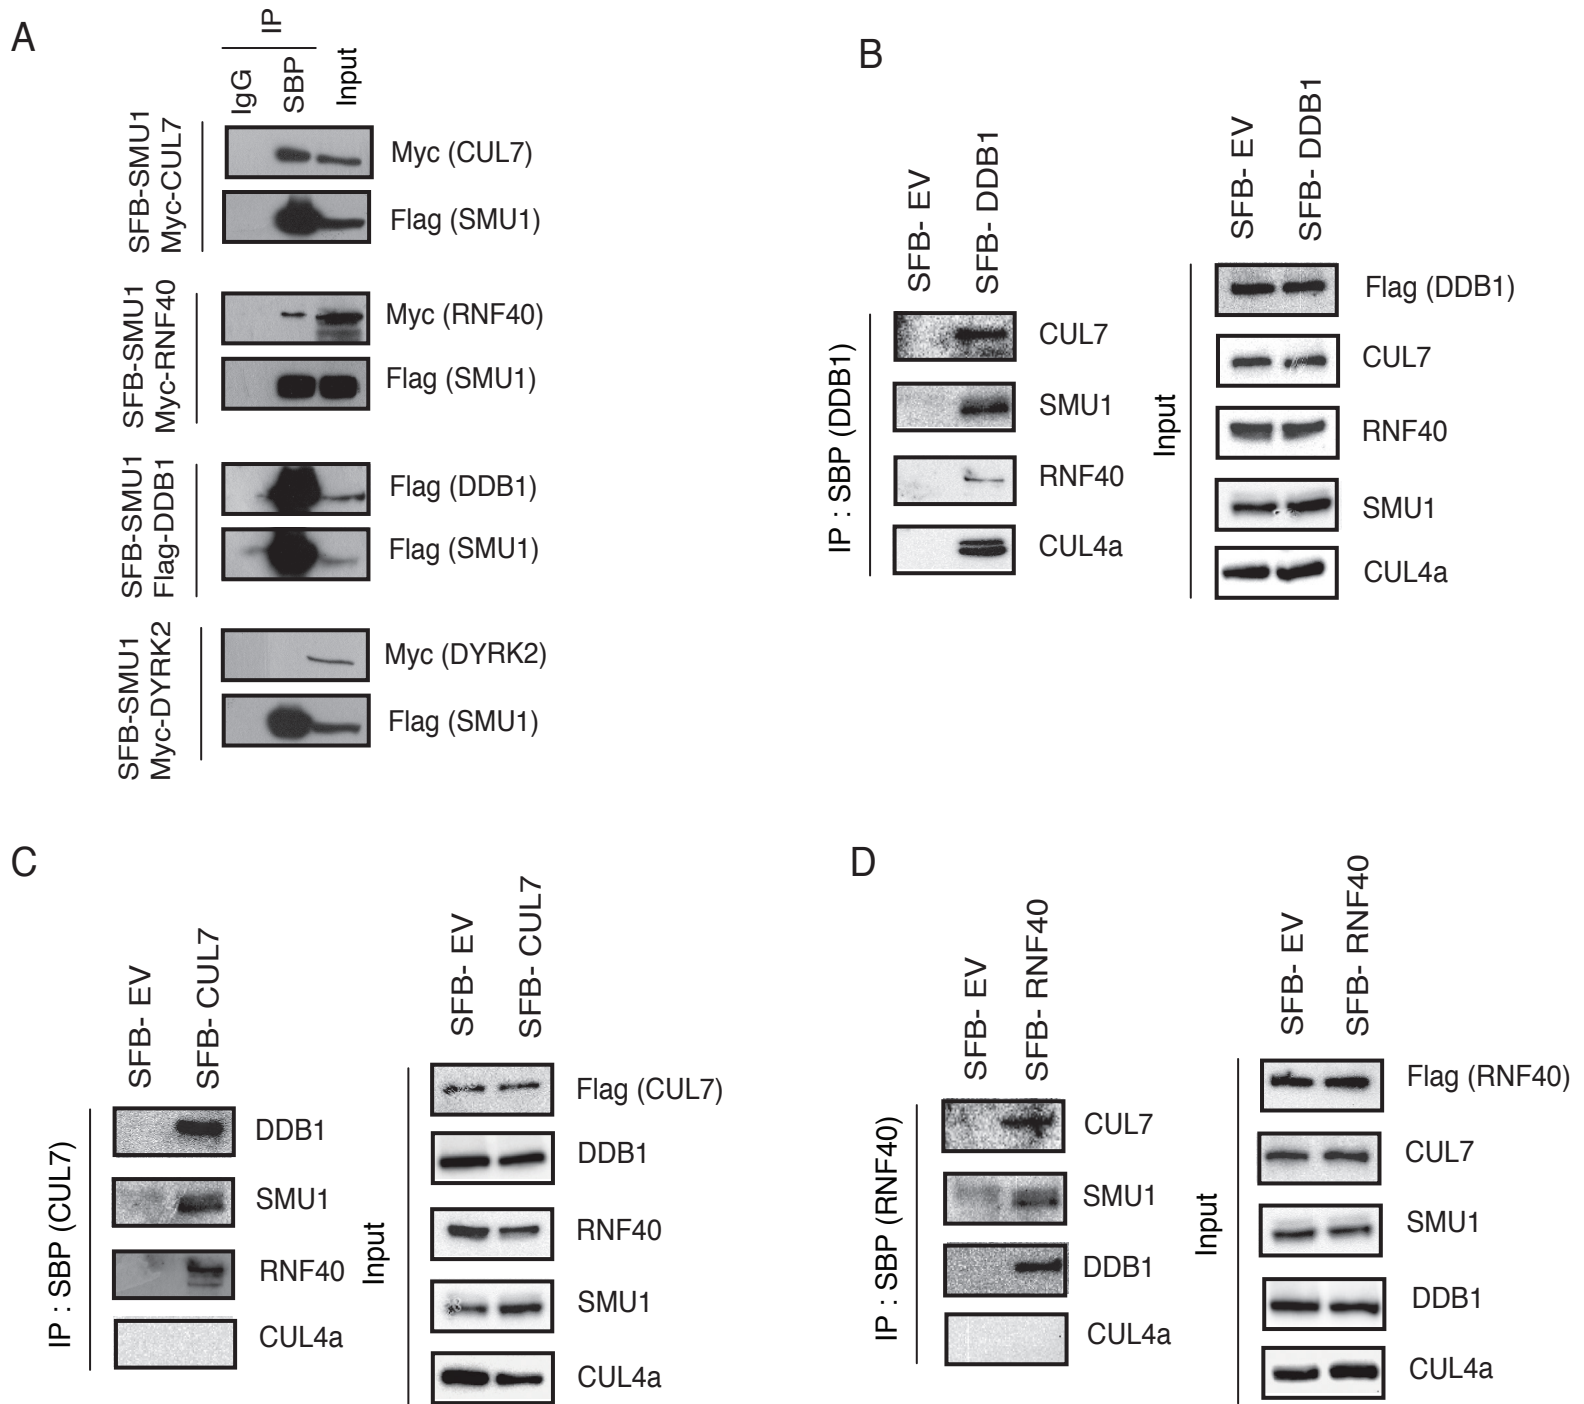 A
IP
IgG
SBP
Input
SFB-SMU1
Myc-CUL7
Myc (CUL7)
Flag (SMU1)
SFB-SMU1
Myc-RNF40
Myc (RNF40)
Flag (SMU1)
SFB-SMU1
Flag-DDB1
Flag (DDB1)
Flag (SMU1)
SFB-SMU1
Myc-DYRK2
Myc (DYRK2)
Flag (SMU1)
B
SFB- EV
SFB- DDB1
IP : SBP (DDB1)
CUL7
SMU1
RNF40
CUL4a
SFB- EV
SFB- DDB1
Input
Flag (DDB1)
CUL7
RNF40
SMU1
CUL4a
C
SFB- EV
SFB- CUL7
IP : SBP (CUL7)
DDB1
SMU1
RNF40
CUL4a
SFB- EV
SFB- CUL7
Input
Flag (CUL7)
DDB1
RNF40
SMU1
CUL4a
D
SFB- EV
SFB- RNF40
IP : SBP (RNF40)
CUL7
SMU1
DDB1
CUL4a
SFB- EV
SFB- RNF40
Input
Flag (RNF40)
CUL7
SMU1
DDB1
CUL4a